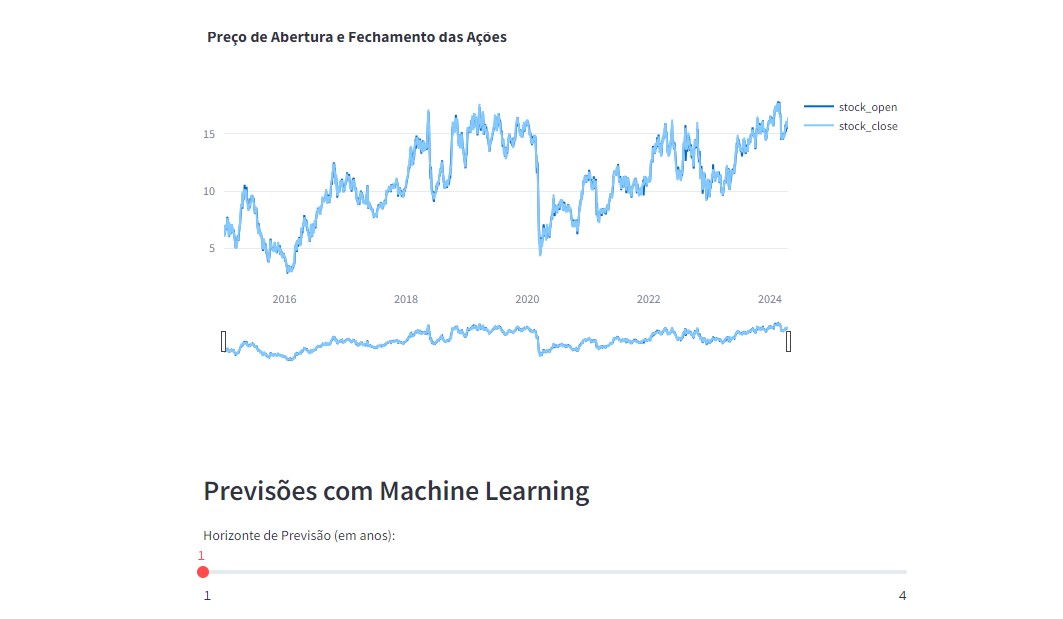 Preço de Abertura e Fechamento das Ações
stock_open
stock_close
15
10
5
2016 2018 2020 2022 2024
Previsões com Machine Learning
Horizonte de Previsão (em anos):
1
1 4